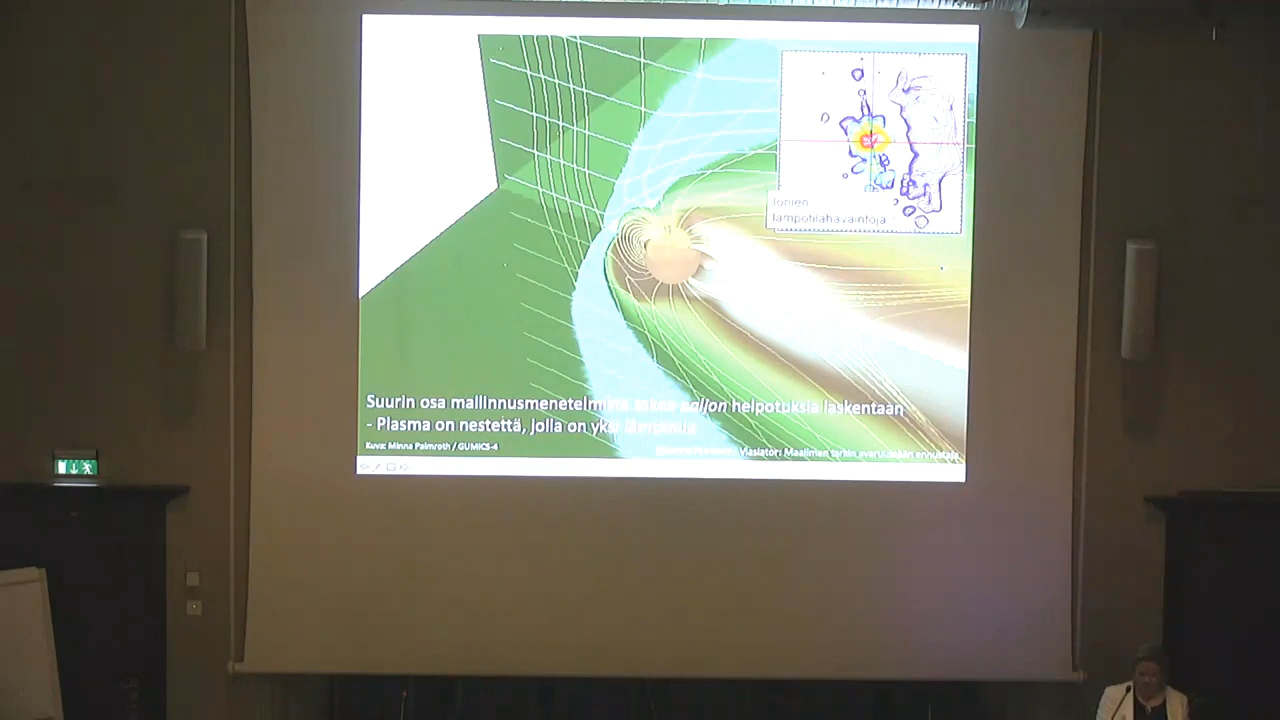 Ionien
lämpötilahavaintoja
Suurin osa mallinnusmenetelmistä tekee paljon helpotuksia laskentaan
- Plasma on nestettä, jolla on yksi
Kuva: Minna Palmroth / GUMICS-4
Vlasiator: Maailman tarkin avaruussään ennustaja